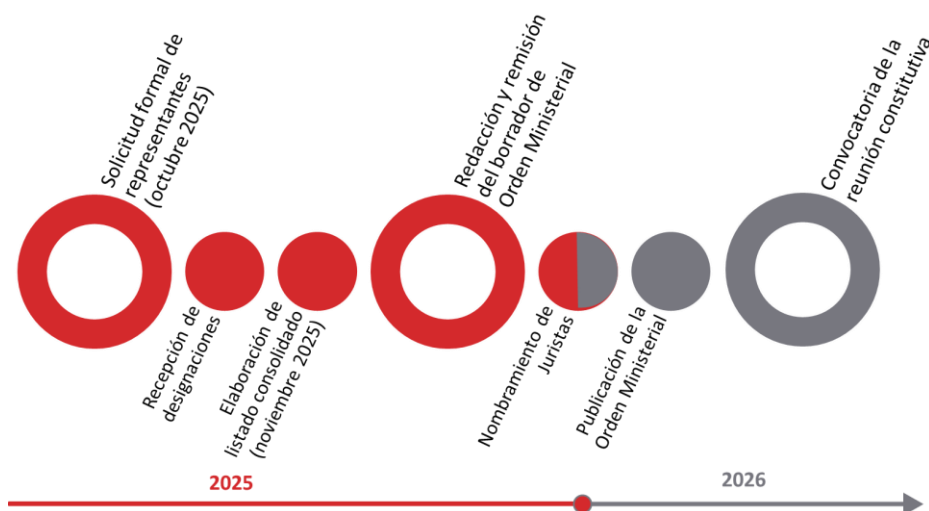 Solicitud formal de
representantes
(octubre 2025)
Recepción de
designaciones
Elaboración de
listado consolidado
(noviembre 2025)
Redacción y remisión
del borrador de
Orden Ministerial
Nombramiento de
Juristas
Publicación de la
Orden Ministerial
Convocatoria de la
reunión constitutiva
2025
2026